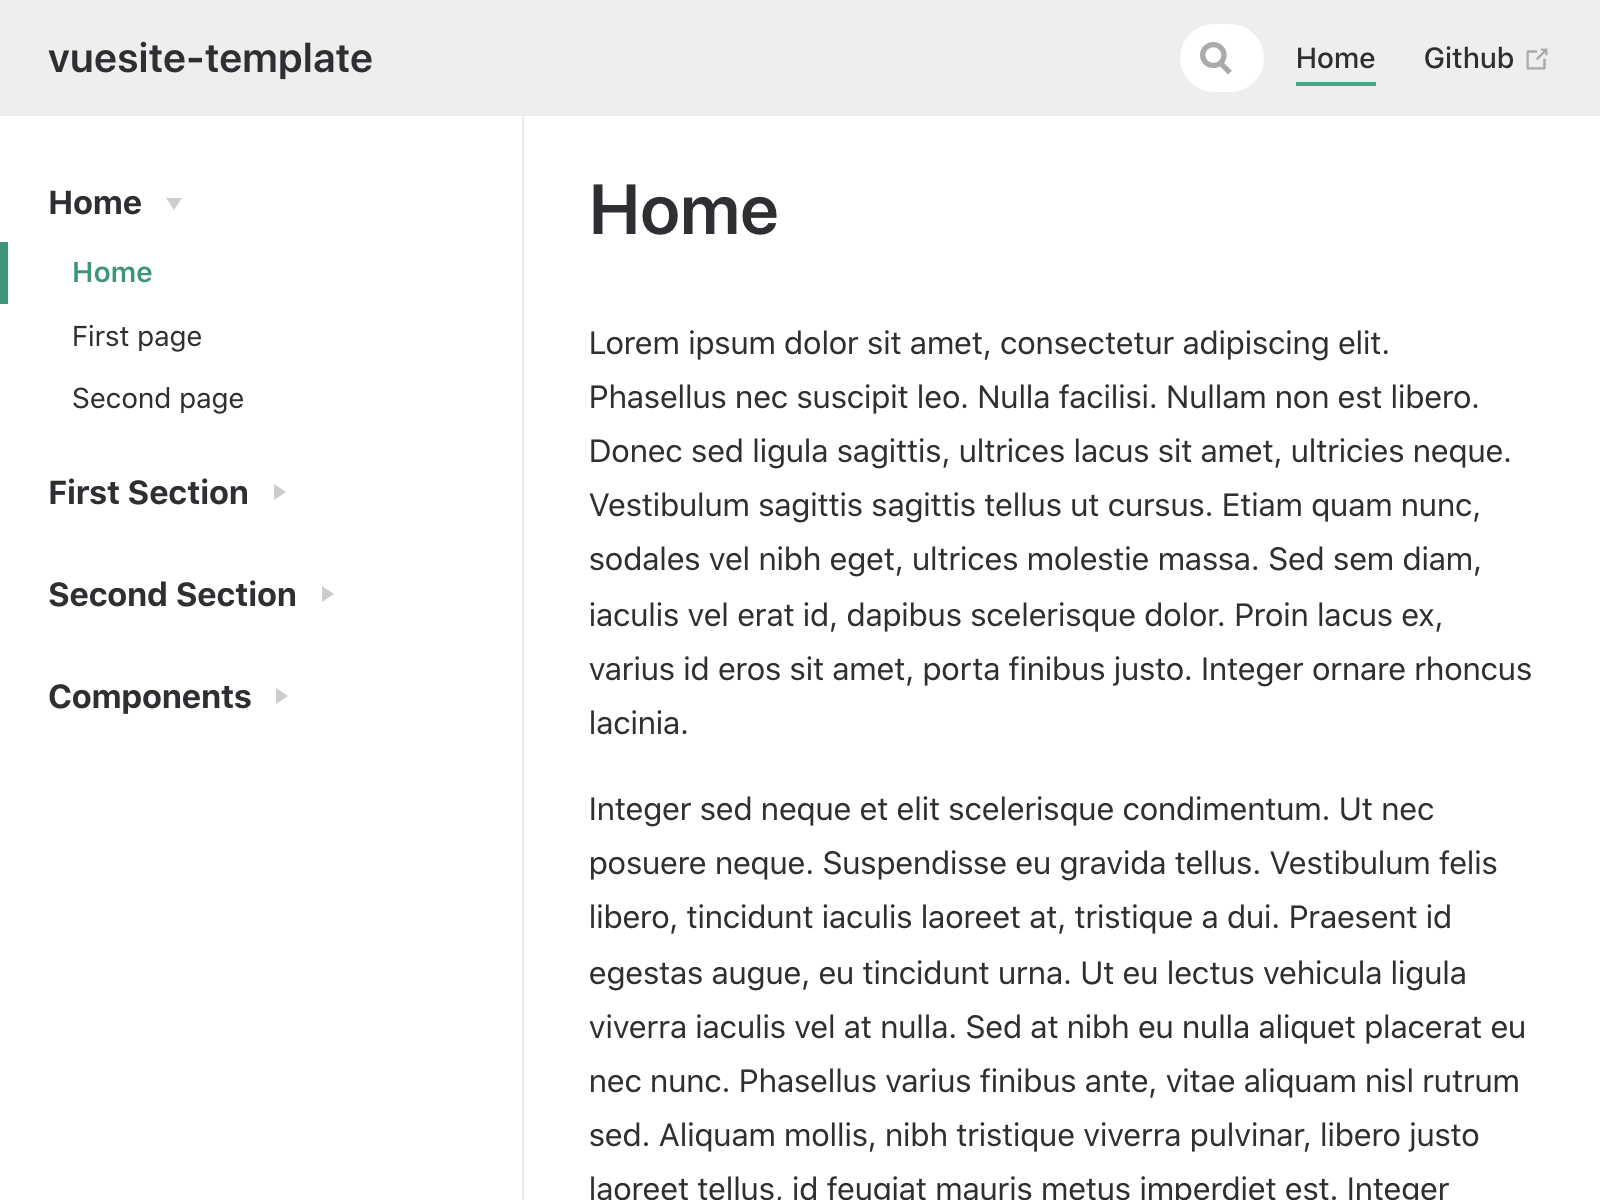 vuesite-template
Home
Github
Home
Home
First page
Second page
First Section
Second Section
Components
Home
Lorem ipsum dolor sit amet, consectetur adipiscing elit.
Phasellus nec suscipit leo. Nulla facilisi. Nullam non est libero.
Donec sed ligula sagittis, ultrices lacus sit amet, ultricies neque.
Vestibulum sagittis sagittis tellus ut cursus. Etiam quam nunc,
sodales vel nibh eget, ultrices molestie massa. Sed sem diam,
iaculis vel erat id, dapibus scelerisque dolor. Proin lacus ex,
varius id eros sit amet, porta finibus justo. Integer ornare rhoncus
lacinia.
Integer sed neque et elit scelerisque condimentum. Ut nec
posuere neque. Suspendisse eu gravida tellus. Vestibulum felis
libero, tincidunt iaculis laoreet at, tristique a dui. Praesent id
egestas augue, eu tincidunt urna. Ut eu lectus vehicula ligula
viverra iaculis vel at nulla. Sed at nibh eu nulla aliquet placerat eu
nec nunc. Phasellus varius finibus ante, vitae aliquam nisl rutrum
sed. Aliquam mollis, nibh tristique viverra pulvinar, libero justo
laoreet tellus, id feugiat mauris metus imperdiet est. Integer